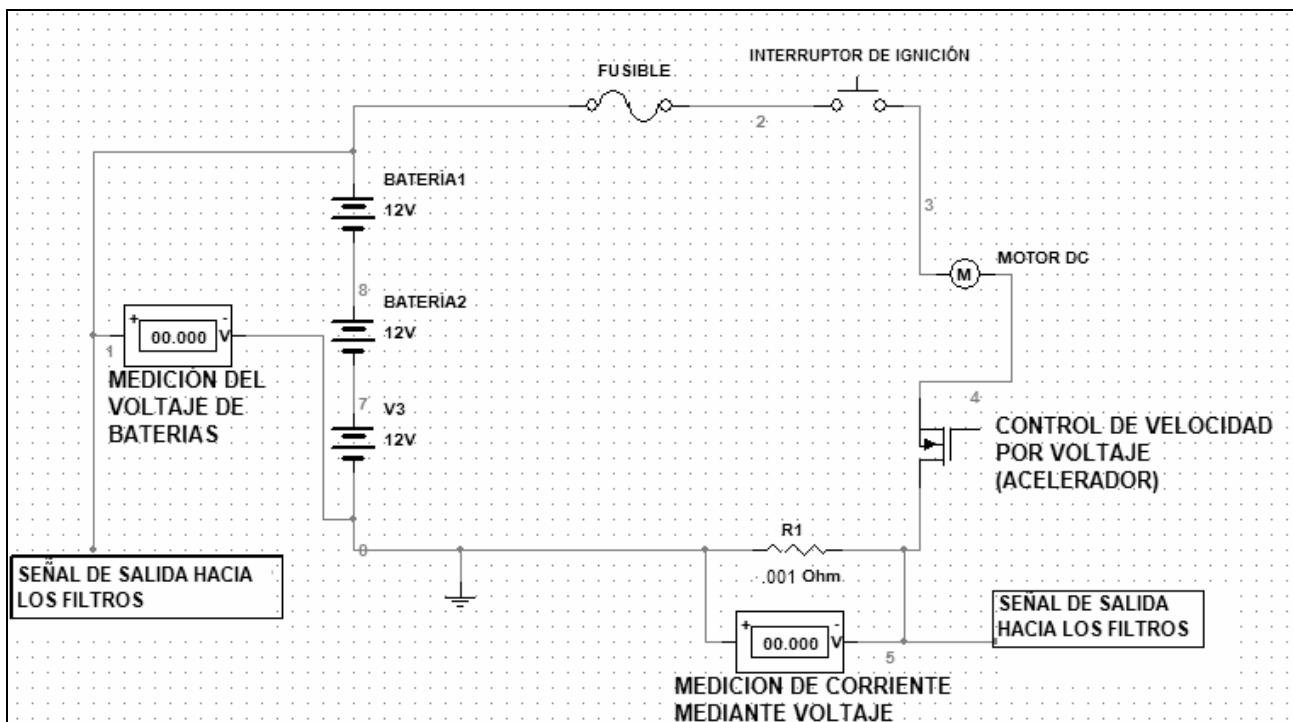 INTERRUPTOR DE IGNICIÓN
FUSIBLE
2
BATERÍA1
12V
3
MOTOR DC
M
8
BATERÍA2
12V
+ -
00.000 V
1
MEDICIÓN DEL
VOLTAJE DE
BATERIAS
7
V3
12V
4
CONTROL DE VELOCIDAD
POR VOLTAJE
(ACELERADOR)
R1
0
.001 Ohm
SEÑAL DE SALIDA HACIA
LOS FILTROS
SEÑAL DE SALIDA
HACIA LOS FILTROS
+ -
00.000 V
5
MEDICION DE CORRIENTE
MEDIANTE VOLTAJE